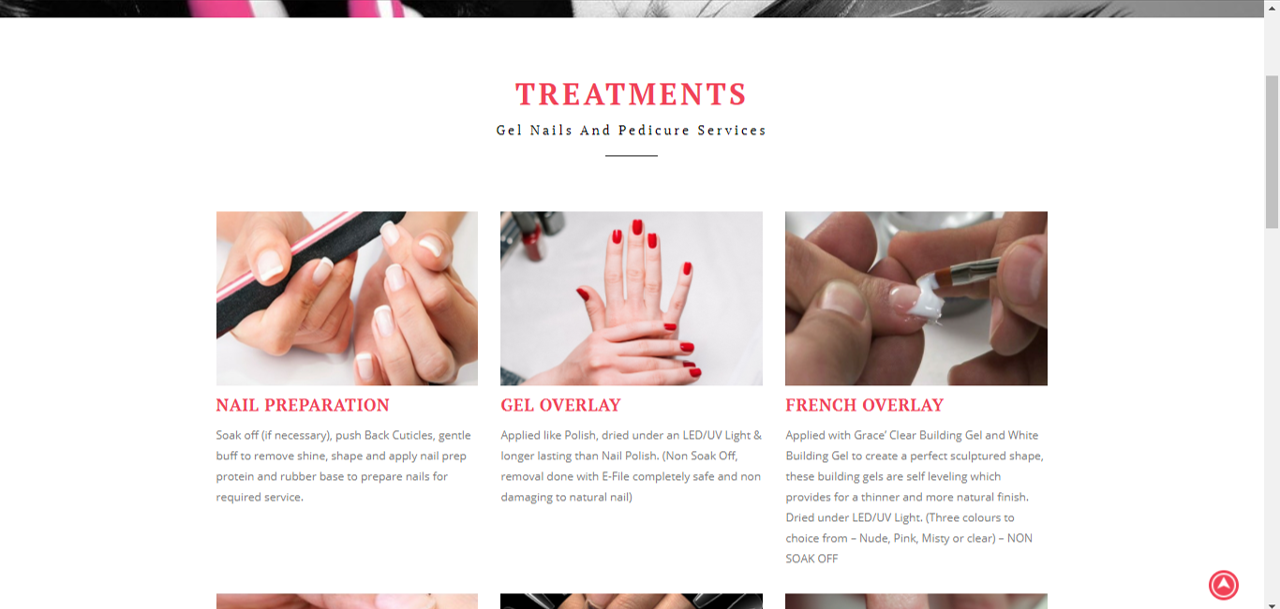 TREATMENTS
Gel Nails And Pedicure Services
NAIL PREPARATION
Soak off (if necessary), push Back Cuticles, gentle
buff to remove shine, shape and apply nail prep
protein and rubber base to prepare nails for
required service.
GEL OVERLAY
Applied like Polish, dried under an LED/UV Light &
longer lasting than Nail Polish. (Non Soak Off,
removal done with E-File completely safe and non
damaging to natural nail)
FRENCH OVERLAY
Applied with Grace’ Clear Building Gel and White
Building Gel to create a perfect sculptured shape,
these building gels are self leveling which
provides for a thinner and more natural finish.
Dried under LED/UV Light. (Three colours to
choice from – Nude, Pink, Misty or clear) – NON
SOAK OFF